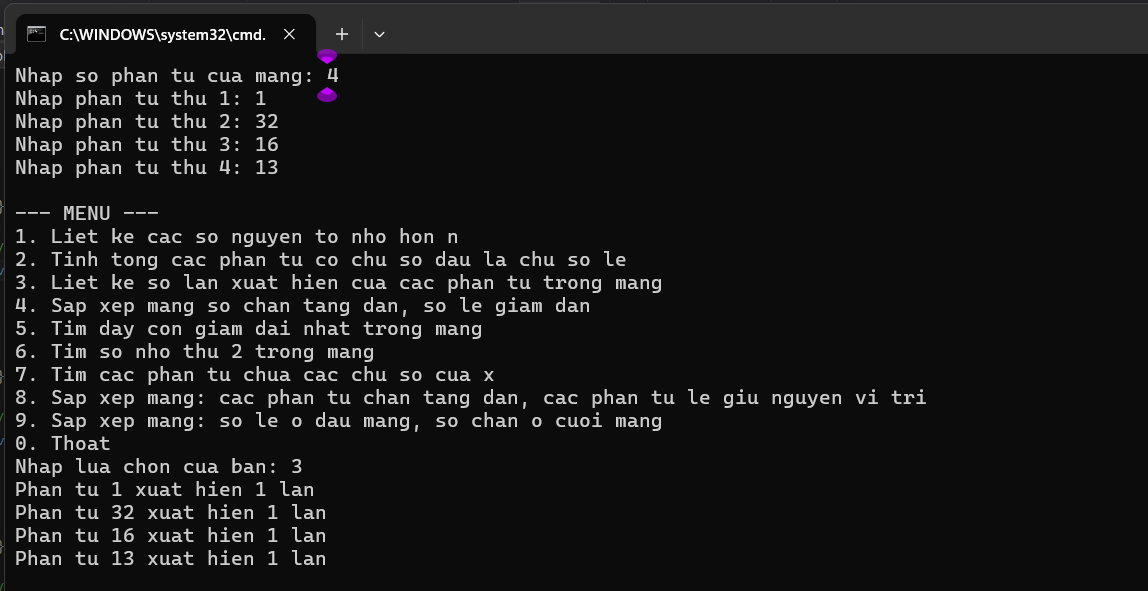 C:\WINDOWS\system32\cmd.
Nhap so phan tu cua mang: 4
Nhap phan tu thu 1: 1
Nhap phan tu thu 2: 32
Nhap phan tu thu 3: 16
Nhap phan tu thu 4: 13
--- MENU ---
1. Liet ke cac so nguyen to nho hon n
2. Tinh tong cac phan tu co chu so dau la chu so le
3. Liet ke so lan xuat hien cua cac phan tu trong mang
4. Sap xep mang so chan tang dan, so le giam dan
5. Tim day con giam dai nhat trong mang
6. Tim so nho thu 2 trong mang
7. Tim cac phan tu chua cac chu so cua x
8. Sap xep mang: cac phan tu chan tang dan, cac phan tu le giu nguyen vi tri
9. Sap xep mang: so le o dau mang, so chan o cuoi mang
0. Thoat
Nhap lua chon cua ban: 3
Phan tu 1 xuat hien 1 lan
Phan tu 32 xuat hien 1 lan
Phan tu 16 xuat hien 1 lan
Phan tu 13 xuat hien 1 lan